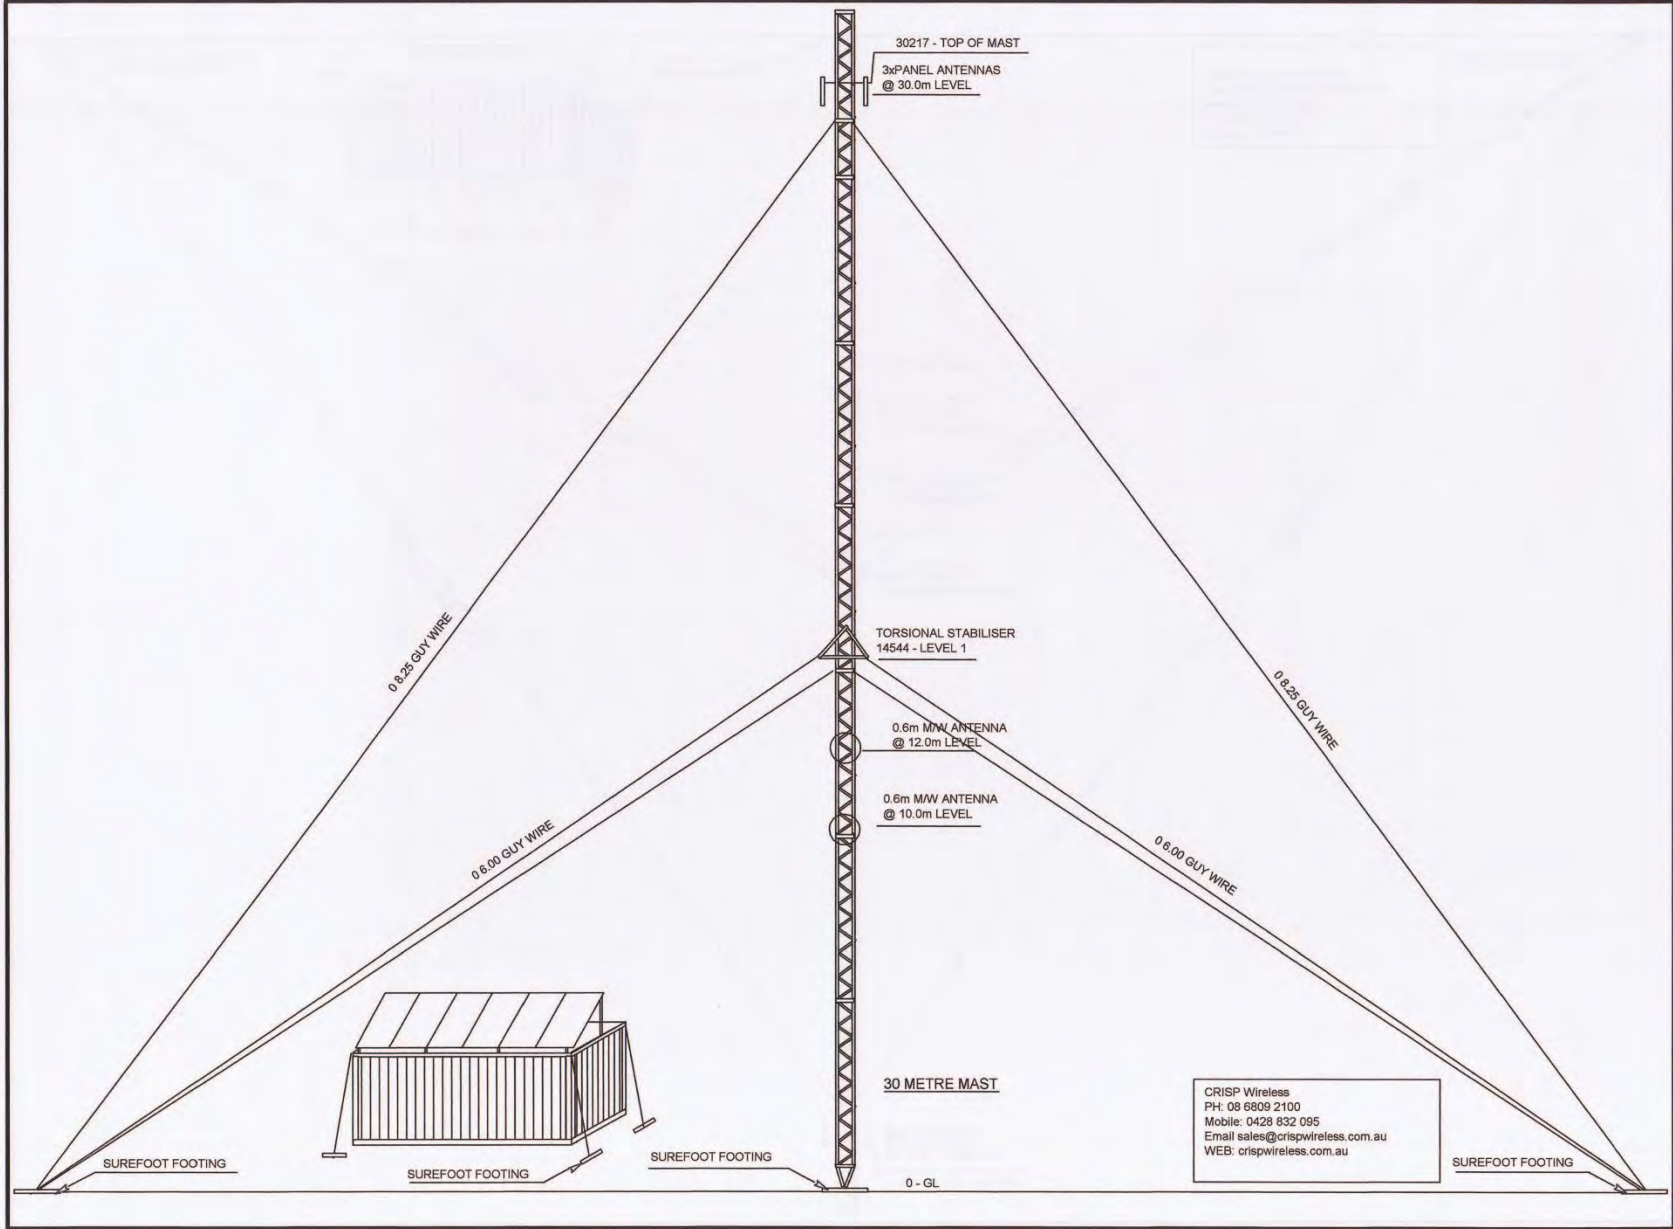 30217 - TOP OF MAST
3xPANEL ANTENNAS
@ 30.0m LEVEL
0 8.25 GUY WIRE
0 8.25 GUY WIRE
TORSIONAL STABILISER
14544 - LEVEL 1
0.6m M/W ANTENNA
@ 12.0m LEVEL
0.6m M/W ANTENNA
@ 10.0m LEVEL
0 6.00 GUY WIRE
0 6.00 GUY WIRE
30 METRE MAST
CRISP Wireless
PH: 08 6809 2100
Mobile: 0428 832 095
Email sales@crispwireless.com.au
WEB: crispwireless.com.au
SUREFOOT FOOTING
SUREFOOT FOOTING
SUREFOOT FOOTING
SUREFOOT FOOTING
0 - GL